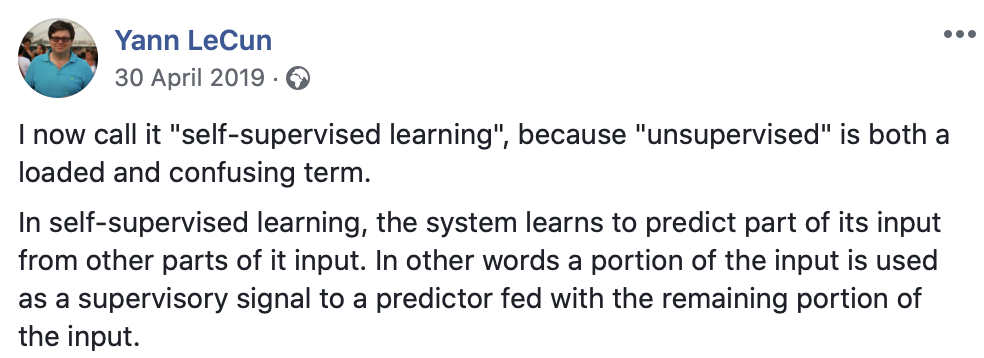 Yann LeCun
30 April 2019 ·
I now call it "self-supervised learning", because "unsupervised" is both a
loaded and confusing term.
In self-supervised learning, the system learns to predict part of its input
from other parts of it input. In other words a portion of the input is used
as a supervisory signal to a predictor fed with the remaining portion of
the input.